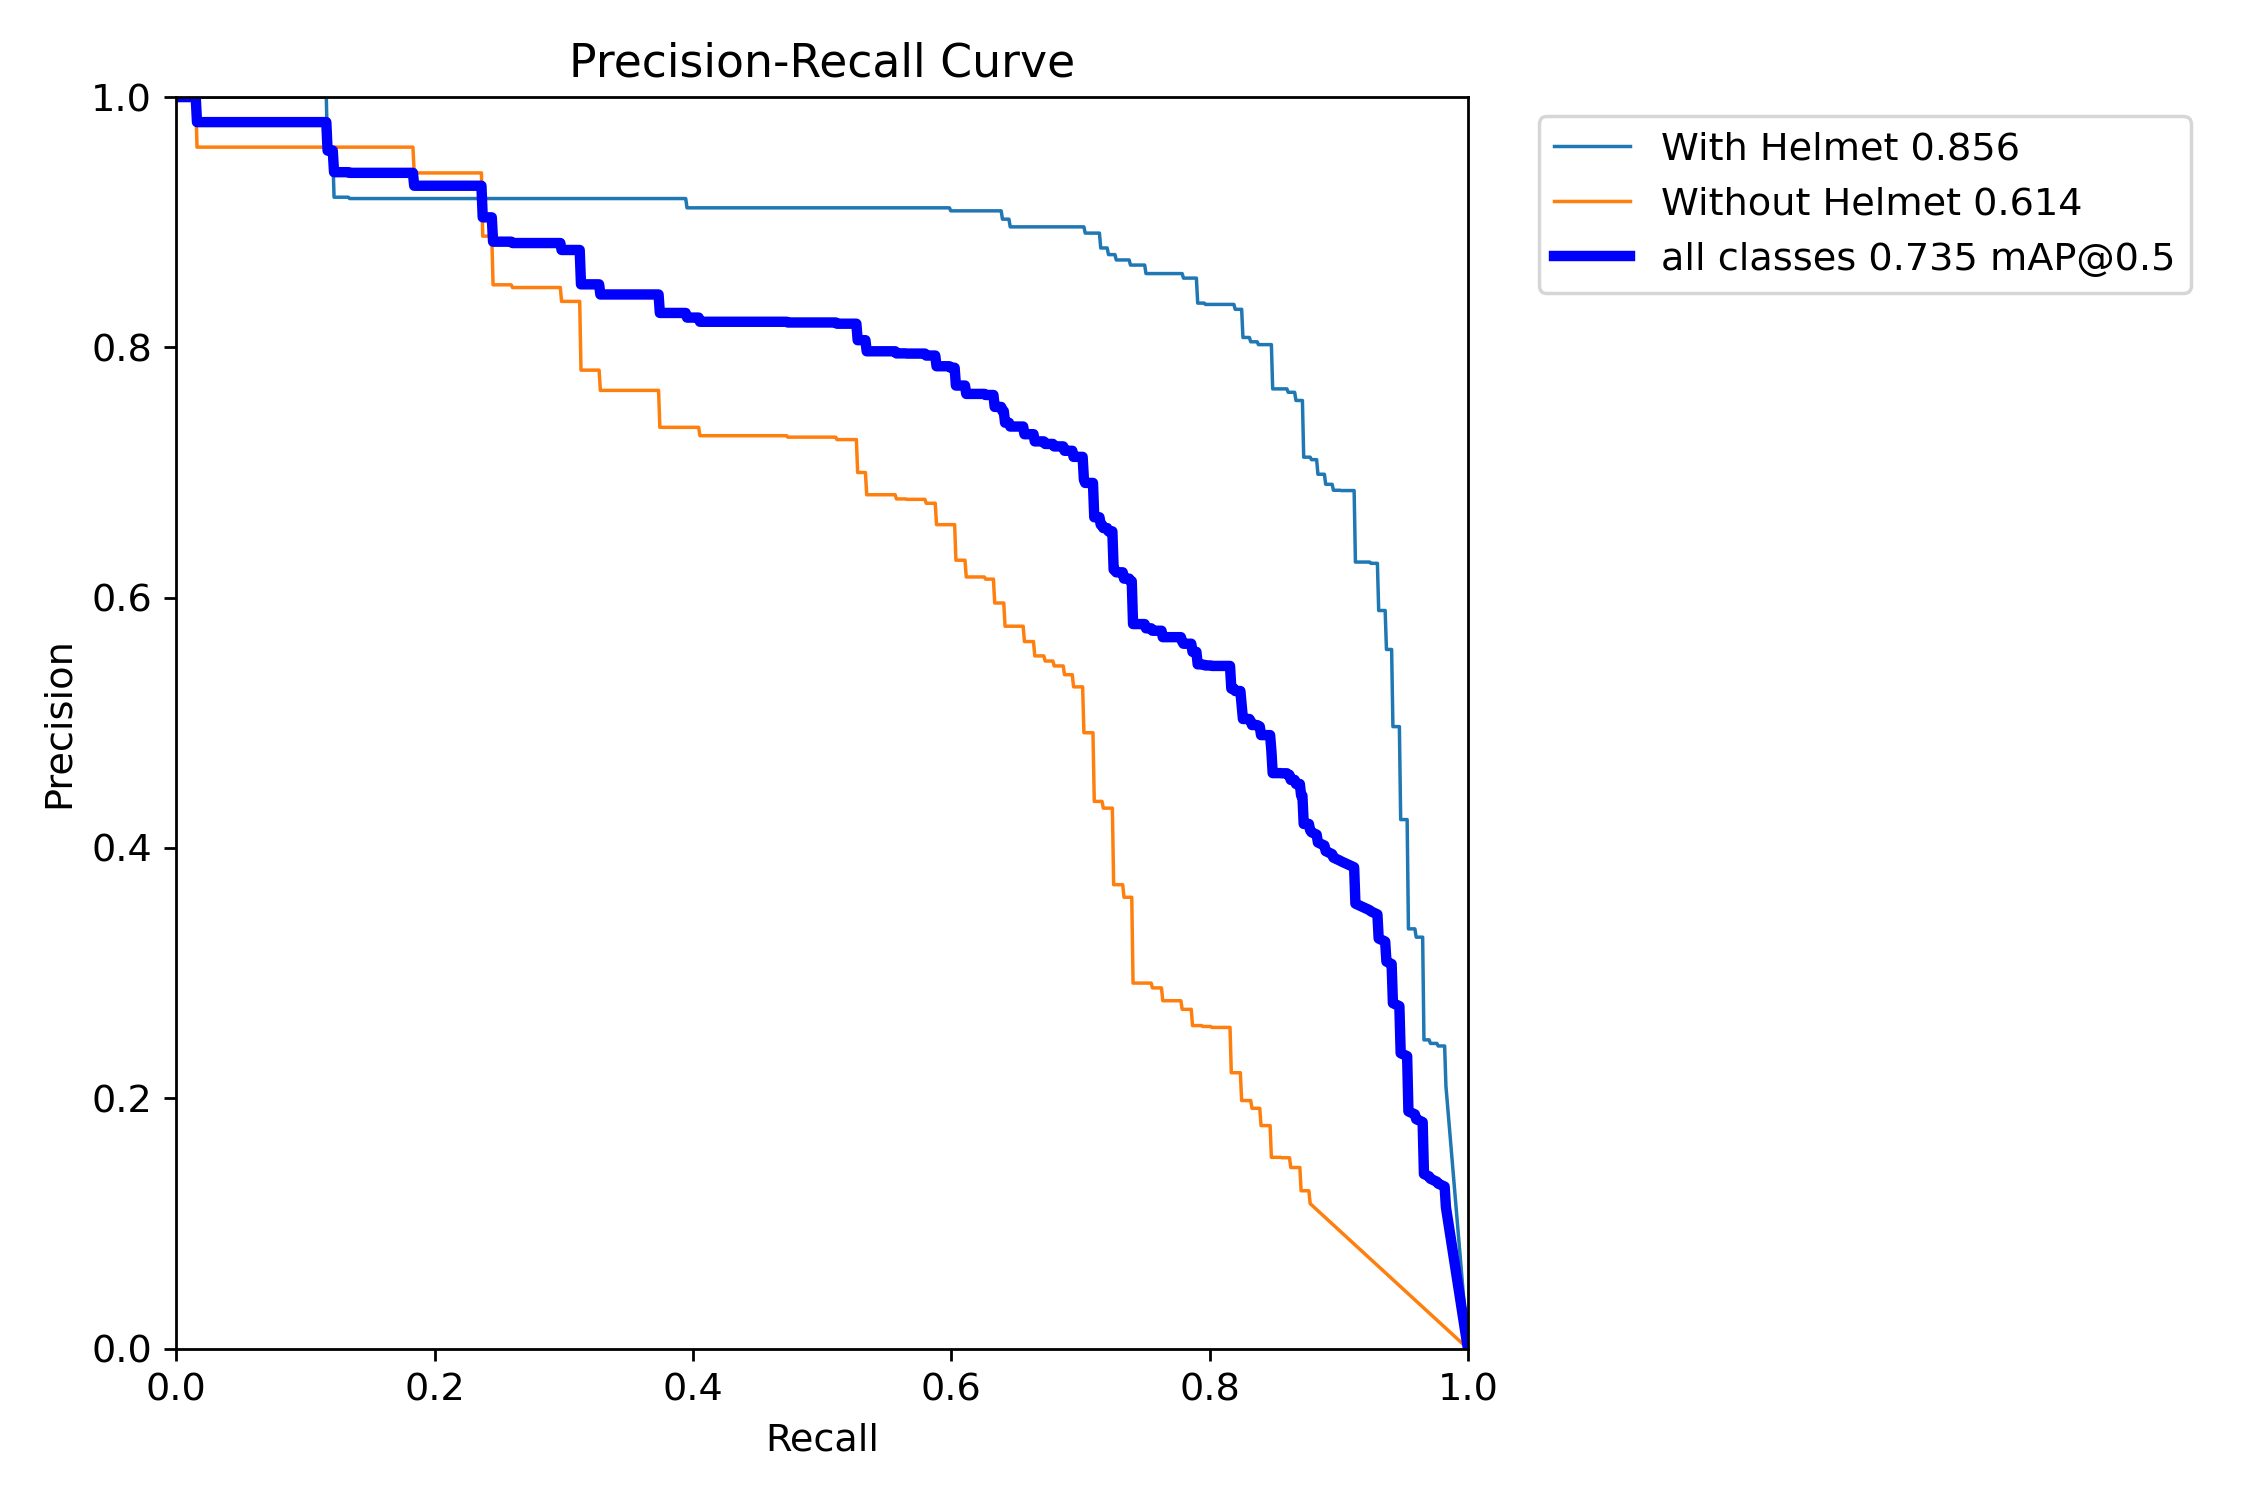 Precision-Recall Curve
1.0
0.8
0.6
0.4
0.2
0.0
Precision
0.0 0.2 0.4 0.6 0.8 1.0
Recall
With Helmet 0.856
Without Helmet 0.614
all classes 0.735 mAP@0.5